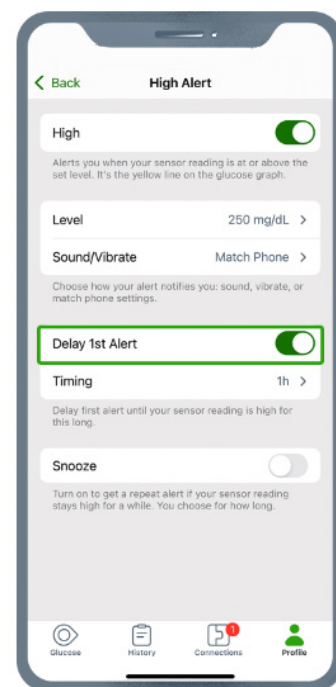 Back
High Alert
High
Alerts you when your sensor reading is at or above the
set level. It's the yellow line on the glucose graph.
Level 250 mg/dL
Sound/Vibrate Match Phone
Choose how your alert notifies you: sound, vibrate, or
match phone settings.
Delay 1st Alert
Timing 1h
Delay first alert until your sensor reading is high for
this long.
Snooze
Turn on to get a repeat alert if your sensor reading
stays high for a while. You choose for how long.
1
Glucose History Connections Profile